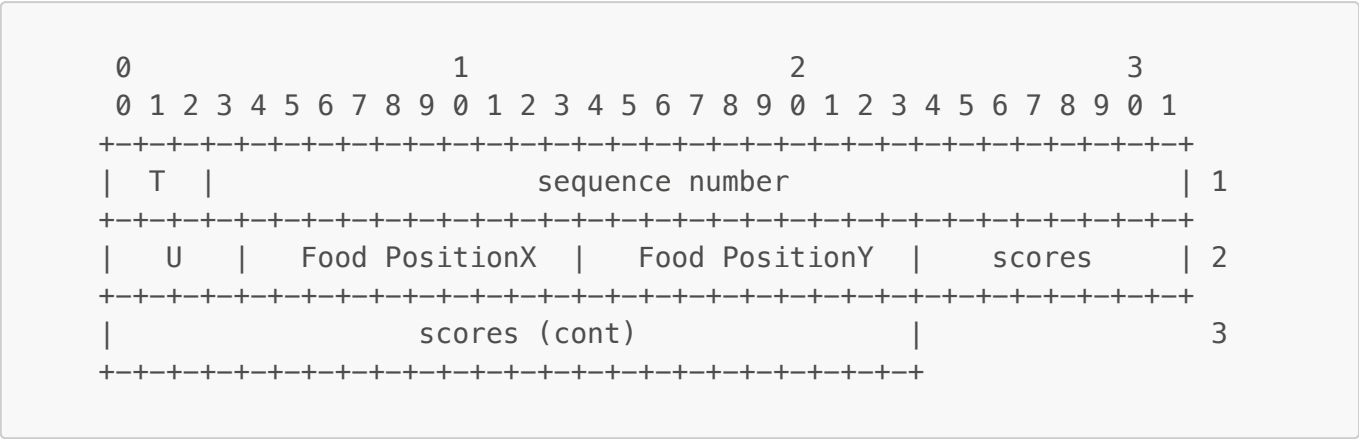 0                   1                   2                   3
 0 1 2 3 4 5 6 7 8 9 0 1 2 3 4 5 6 7 8 9 0 1 2 3 4 5 6 7 8 9 0 1
+-+-+-+-+-+-+-+-+-+-+-+-+-+-+-+-+-+-+-+-+-+-+-+-+-+-+-+-+-+-+-+-+
|  T  |                   sequence number                       | 1
+-+-+-+-+-+-+-+-+-+-+-+-+-+-+-+-+-+-+-+-+-+-+-+-+-+-+-+-+-+-+-+-+
|   U   |   Food PositionX  |   Food PositionY  |    scores     | 2
+-+-+-+-+-+-+-+-+-+-+-+-+-+-+-+-+-+-+-+-+-+-+-+-+-+-+-+-+-+-+-+-+
|                  scores (cont)                |                 3
+-+-+-+-+-+-+-+-+-+-+-+-+-+-+-+-+-+-+-+-+-+-+-+-+